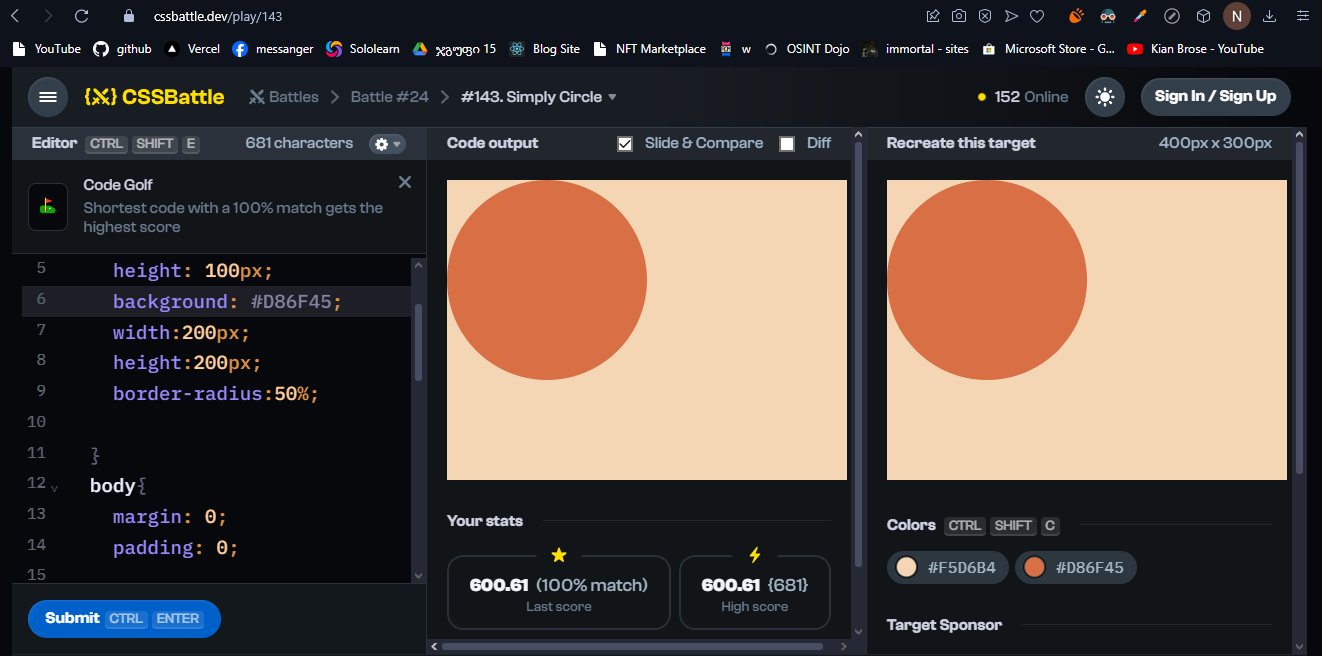 cssbattle.dev/play/143
N
YouTube github Vercel messanger Sololearn ჯგუფი 15 Blog Site NFT Marketplace w OSINT Dojo immortal - sites Microsoft Store - G... Kian Brose - YouTube
CSSBattle Battles Battle #24 #143. Simply Circle 152 Online Sign In / Sign Up
Editor CTRL SHIFT E 681 characters Code output Slide & Compare Diff Recreate this target 400px x 300px
Code Golf
Shortest code with a 100% match gets the
highest score
5 height: 100px;
6 background: #D86F45;
7 width:200px;
8 height:200px;
9 border-radius:50%;
10
11 }
12 body{
13 margin: 0;
14 padding: 0;
15
Submit CTRL ENTER
Your stats
600.61 (100% match)
Last score
600.61 {681}
High score
Colors CTRL SHIFT C
#F5D6B4 #D86F45
Target Sponsor